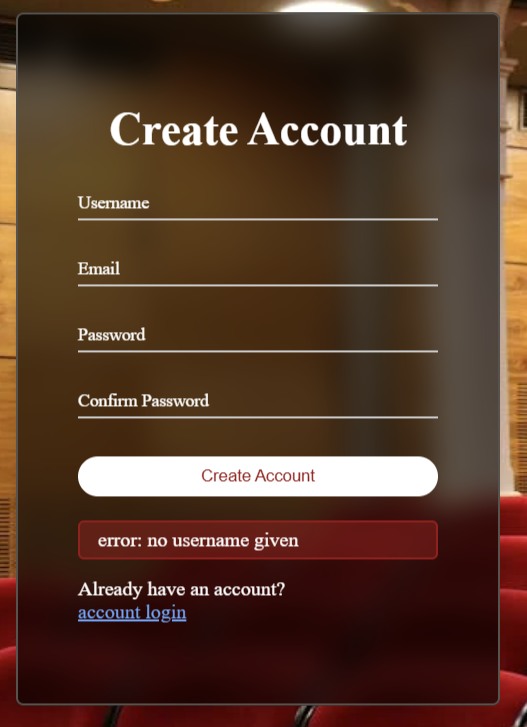 Create Account
Username
Email
Password
Confirm Password
Create Account
error: no username given
Already have an account?
account login